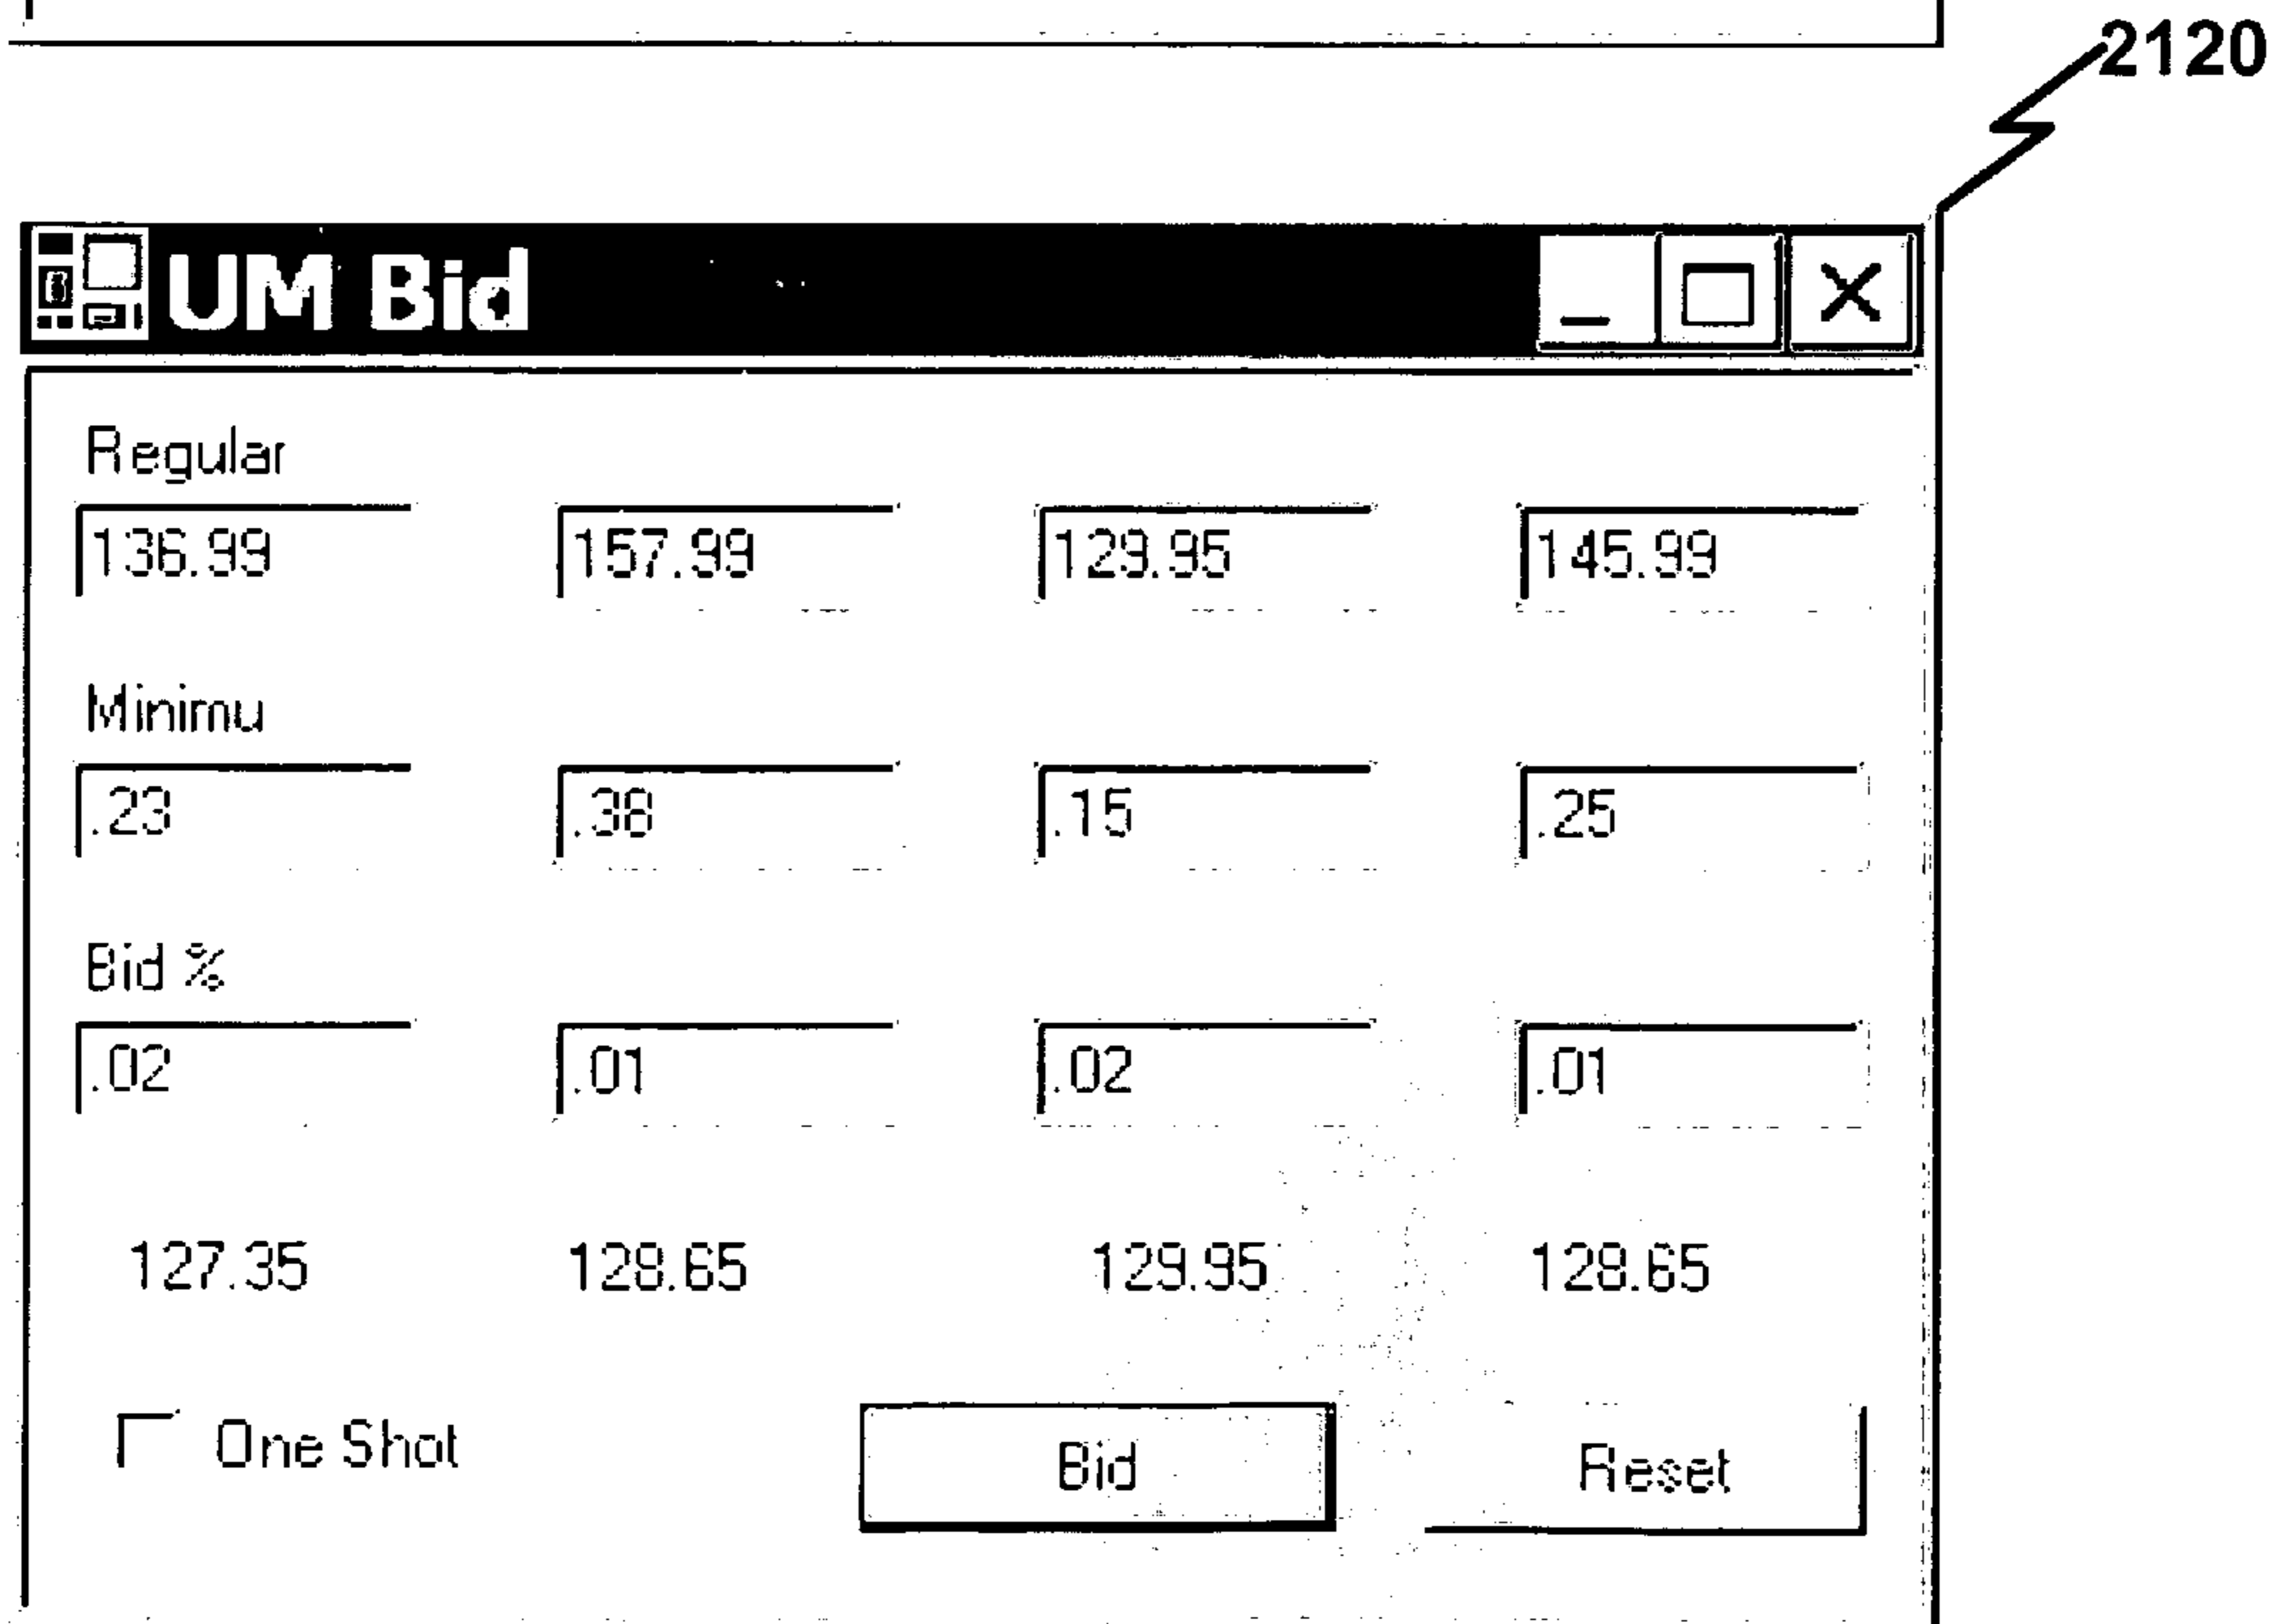 2120
UM Bid
Regular
136.99 157.99 129.95 145.99
Minimu
.23 .38 .15 .25
Bid %
.02 .01 .02 .01
127.35 128.65 129.95 128.65
One Shot Bid Reset